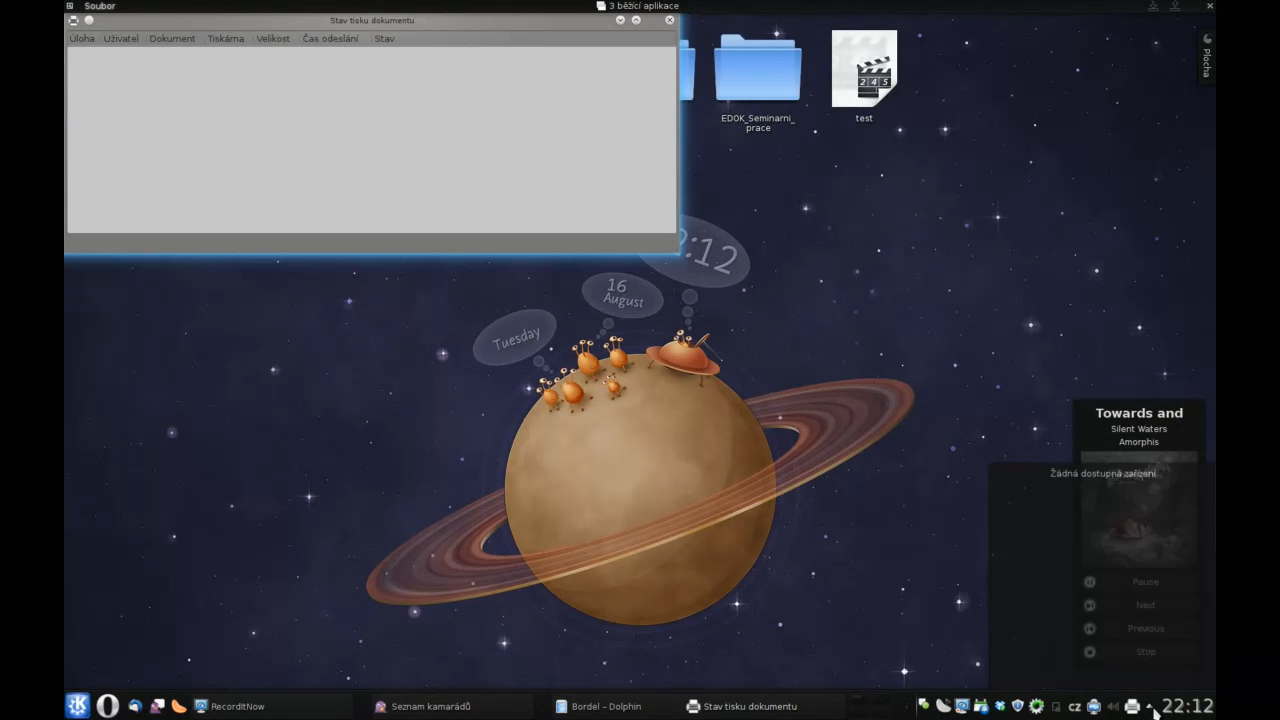 Soubor
3 běžící aplikace
Stav tisku dokumentu
Úloha Uživatel Dokument Tiskárna Velikost Čas odeslání Stav
EDOK_Seminarni_
prace
test
Plocha
:12
16
August
Tuesday
Towards and
Silent Waters
Amorphis
Žádná dostupná zařízení
Pause
Next
Previous
Stop
RecordItNow
Seznam kamarádů
Bordel – Dolphin
Stav tisku dokumentu
cz
22:12